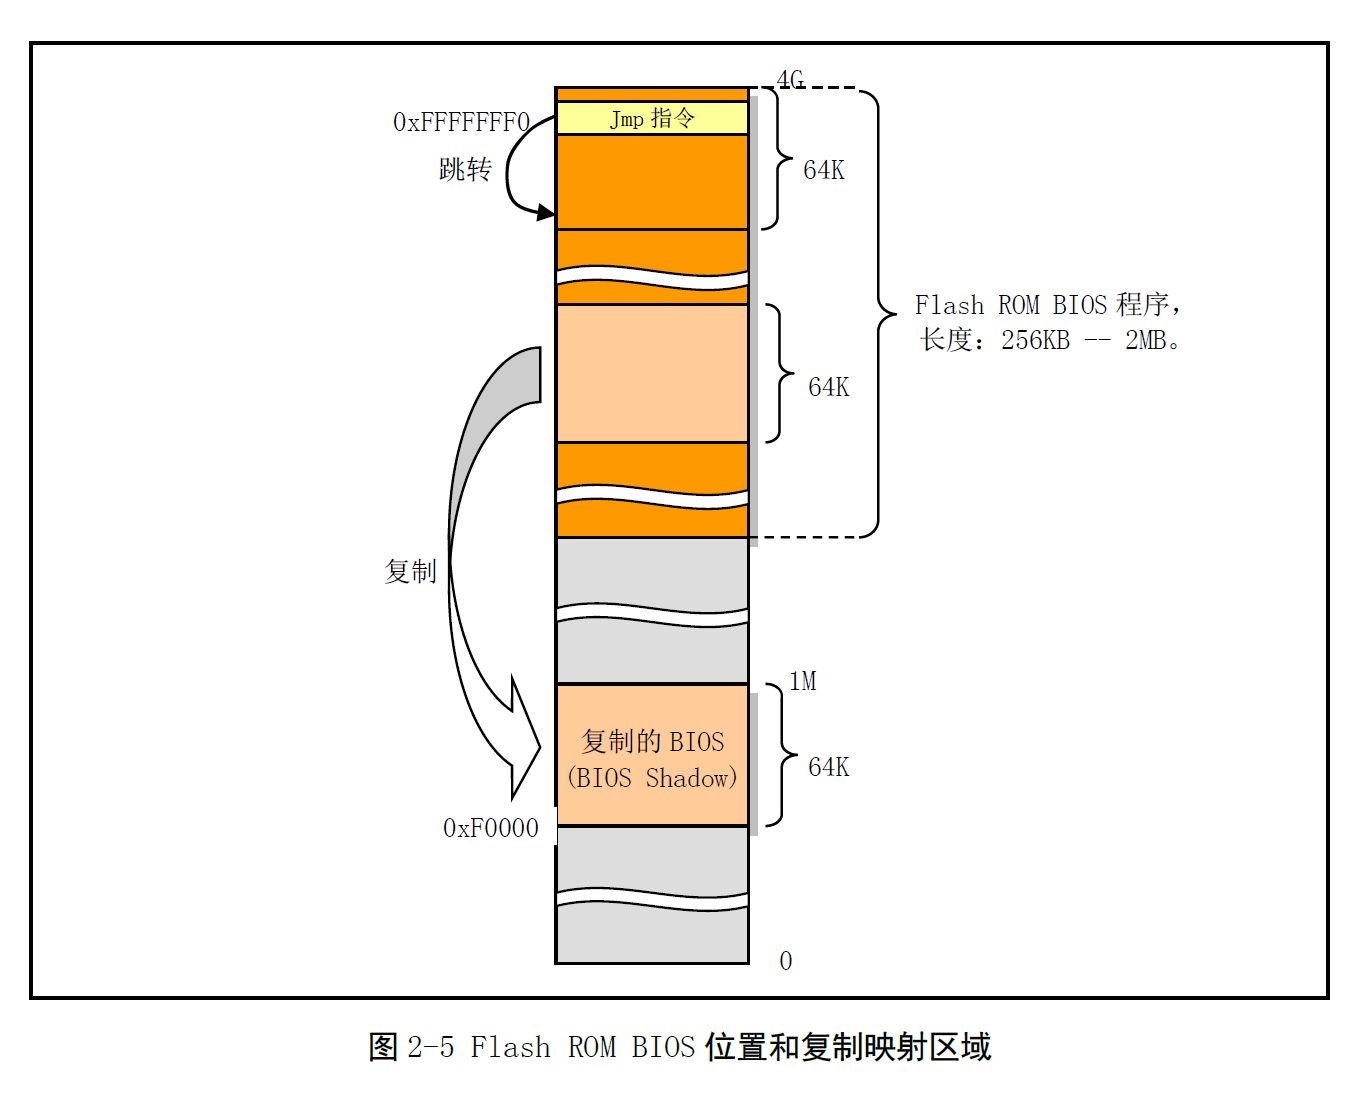 4G
0xFFFFFFF0
Jmp 指令
跳转
64K
Flash ROM BIOS 程序，
长度：256KB -- 2MB。
64K
复制
1M
复制的 BIOS
(BIOS Shadow)
64K
0xF0000
0
图 2-5 Flash ROM BIOS 位置和复制映射区域